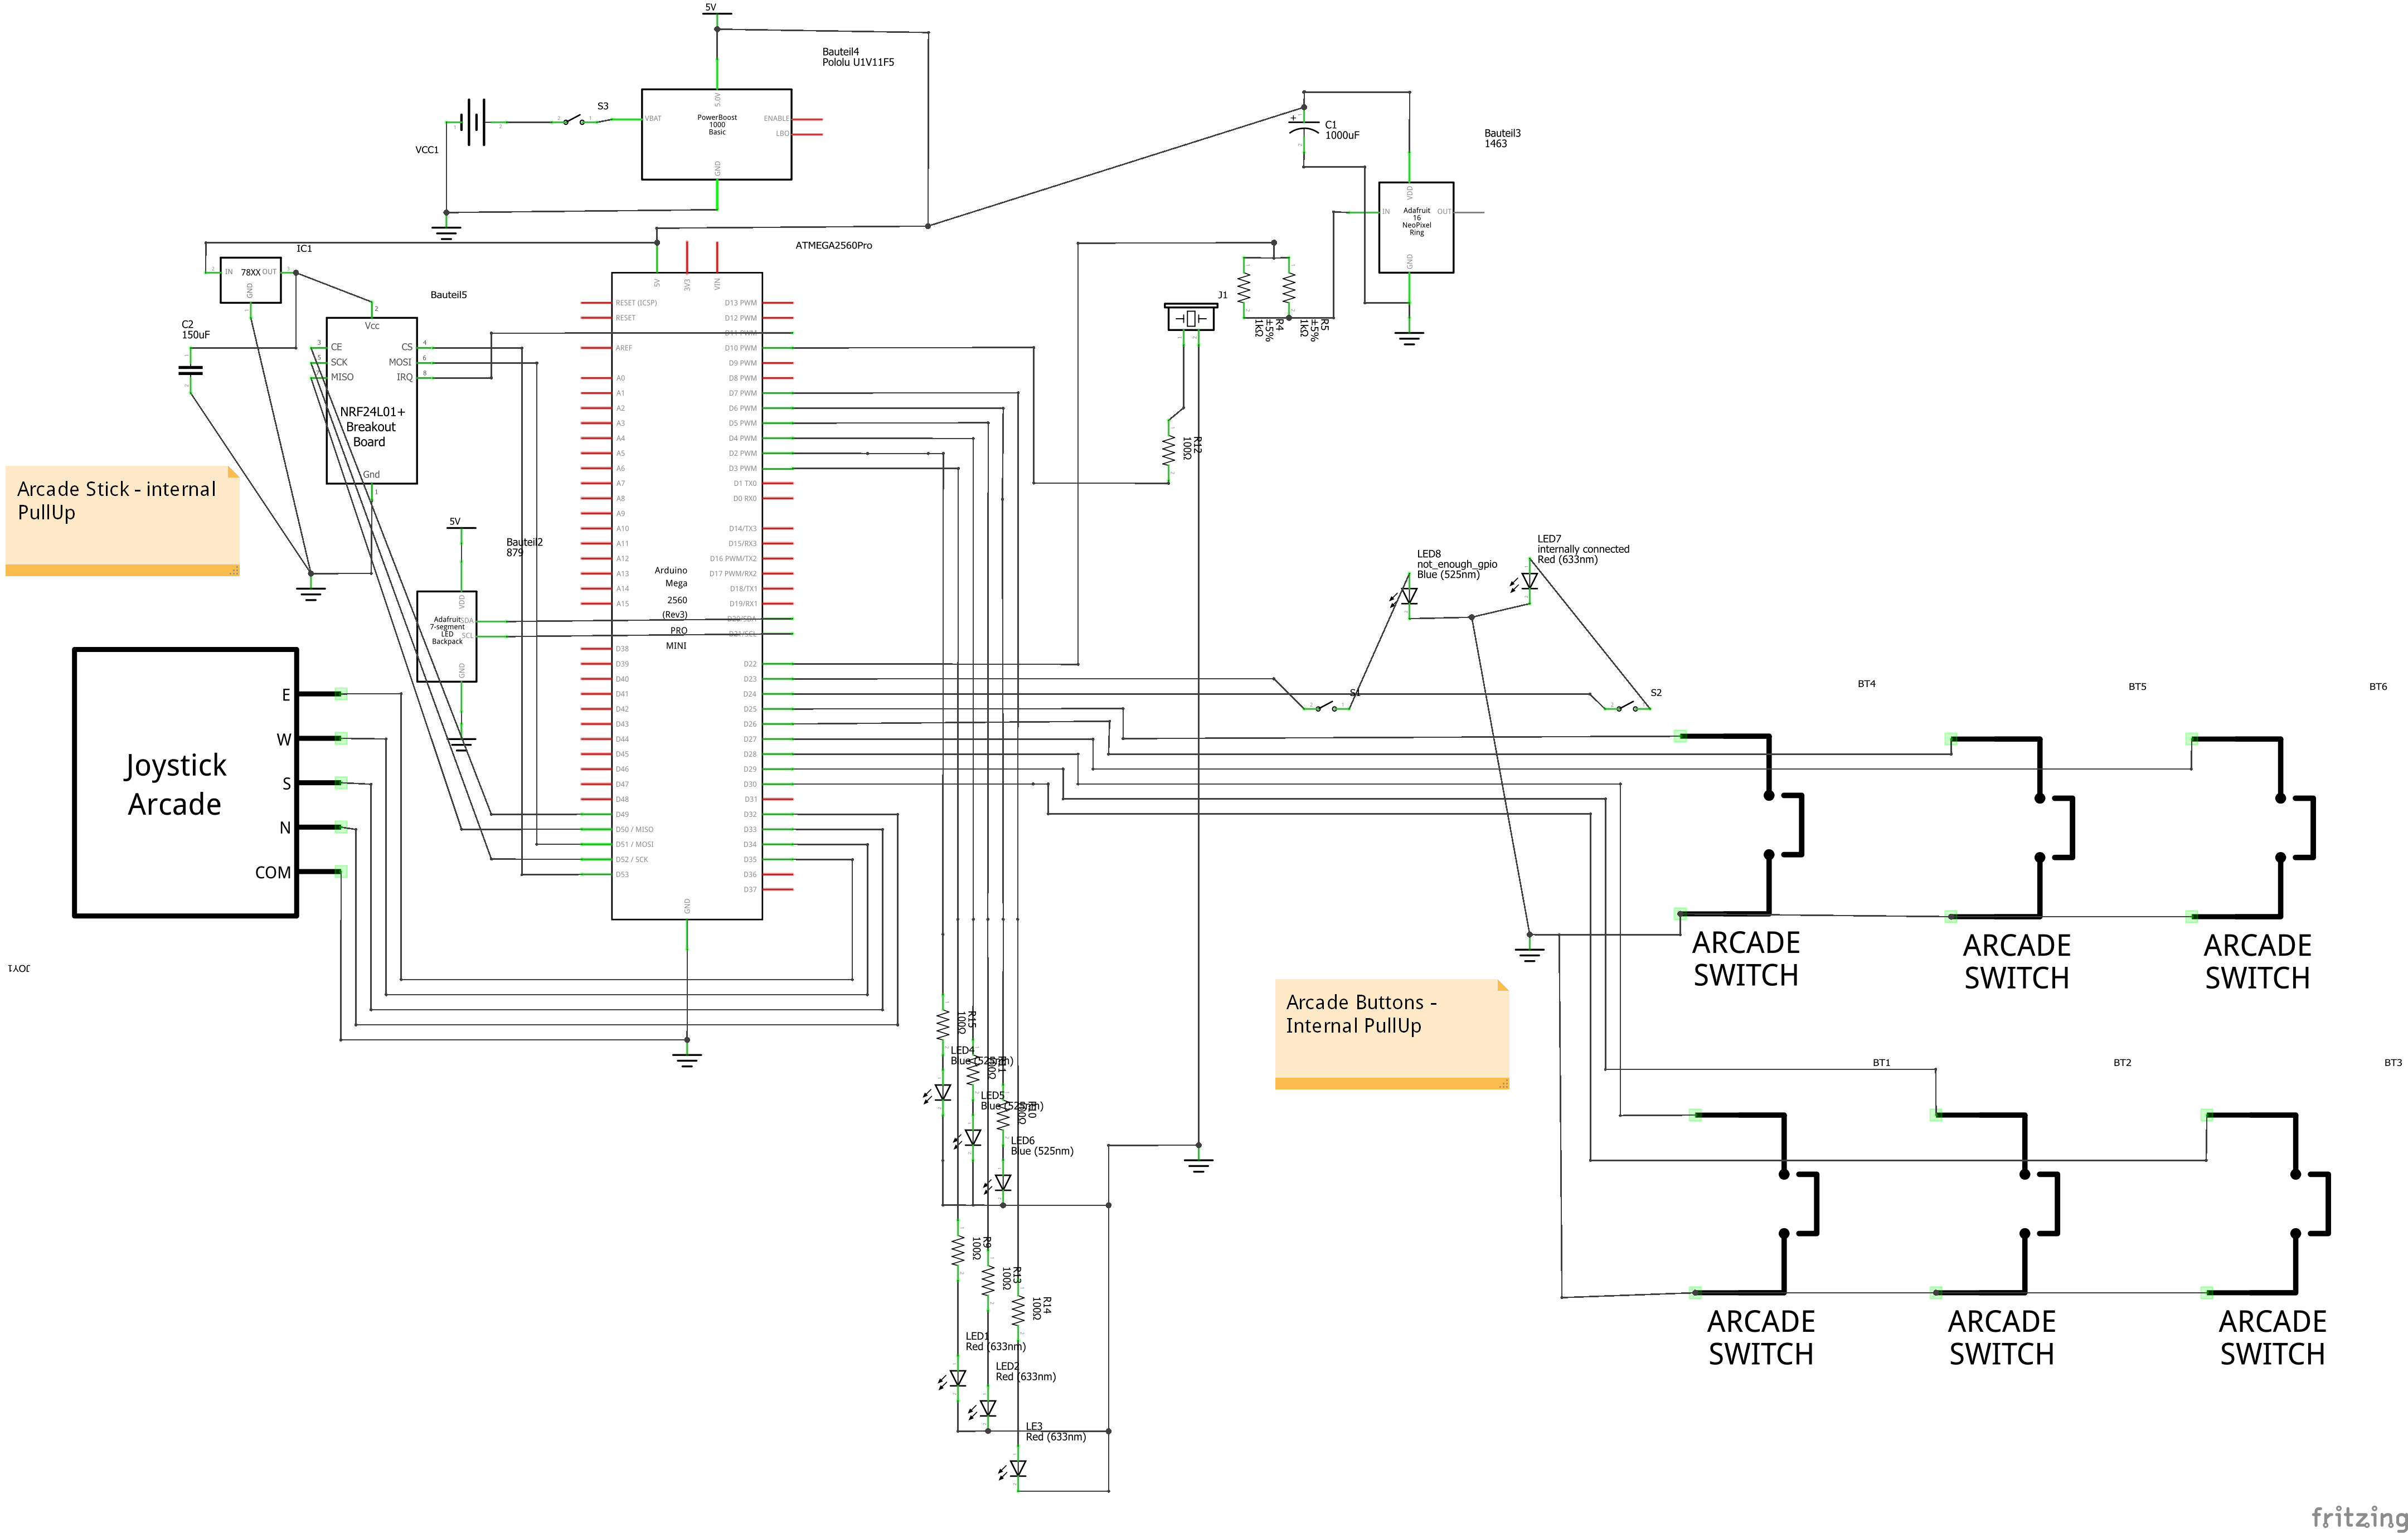 5V
Bauteil4
Pololu U1V11F5
S3
VCC1
VBAT
5.0V
PowerBoost
1000
Basic
ENABLE
LBO
GND
C1
1000uF
Bauteil3
1463
VDD
IN
Adafruit
16
NeoPixel
Ring
OUT
GND
IC1
IN
78XX
OUT
GND
ATMEGA2560Pro
Bauteil5
C2
150uF
Vcc
CE
SCK
MISO
CS
MOSI
IRQ
NRF24L01+
Breakout
Board
Gnd
5V
3V3
VIN
RESET (ICSP)
RESET
AREF
A0
A1
A2
A3
A4
A5
A6
A7
A8
A9
A10
A11
A12
A13
A14
A15
D38
D39
D40
D41
D42
D43
D44
D45
D46
D47
D48
D49
D50 / MISO
D51 / MOSI
D52 / SCK
D53
GND
Arduino
Mega
2560
(Rev3)
PRO
MINI
D13 PWM
D12 PWM
D11 PWM
D10 PWM
D9 PWM
D8 PWM
D7 PWM
D6 PWM
D5 PWM
D4 PWM
D2 PWM
D3 PWM
D1 TX0
D0 RX0
D14/TX3
D15/RX3
D16 PWM/TX2
D17 PWM/RX2
D18/TX1
D19/RX1
D20/SDA
D21/SCL
D22
D23
D24
D25
D26
D27
D28
D29
D30
D31
D32
D33
D34
D35
D36
D37
J1
R4
±5%
1kΩ
R5
±5%
1kΩ
R12
100Ω
Arcade Stick - internal
PullUp
5V
Bauteil2
879
VDD
Adafruit
7-segment
LED
Backpack
SDA
SCL
GND
LED8
not_enough_gpio
Blue (525nm)
LED7
internally connected
Red (633nm)
S1
S2
BT4
BT5
BT6
Joystick
Arcade
E
W
S
N
COM
JOY1
ARCADE
SWITCH
ARCADE
SWITCH
ARCADE
SWITCH
Arcade Buttons -
Internal PullUp
R15
100Ω
LED4
Blue (525nm)
LED5
Blue (525nm)
LED6
Blue (525nm)
BT1
BT2
BT3
R9
100Ω
R13
100Ω
R14
100Ω
LED1
Red (633nm)
LED2
Red (633nm)
LE3
Red (633nm)
ARCADE
SWITCH
ARCADE
SWITCH
ARCADE
SWITCH
fritzing